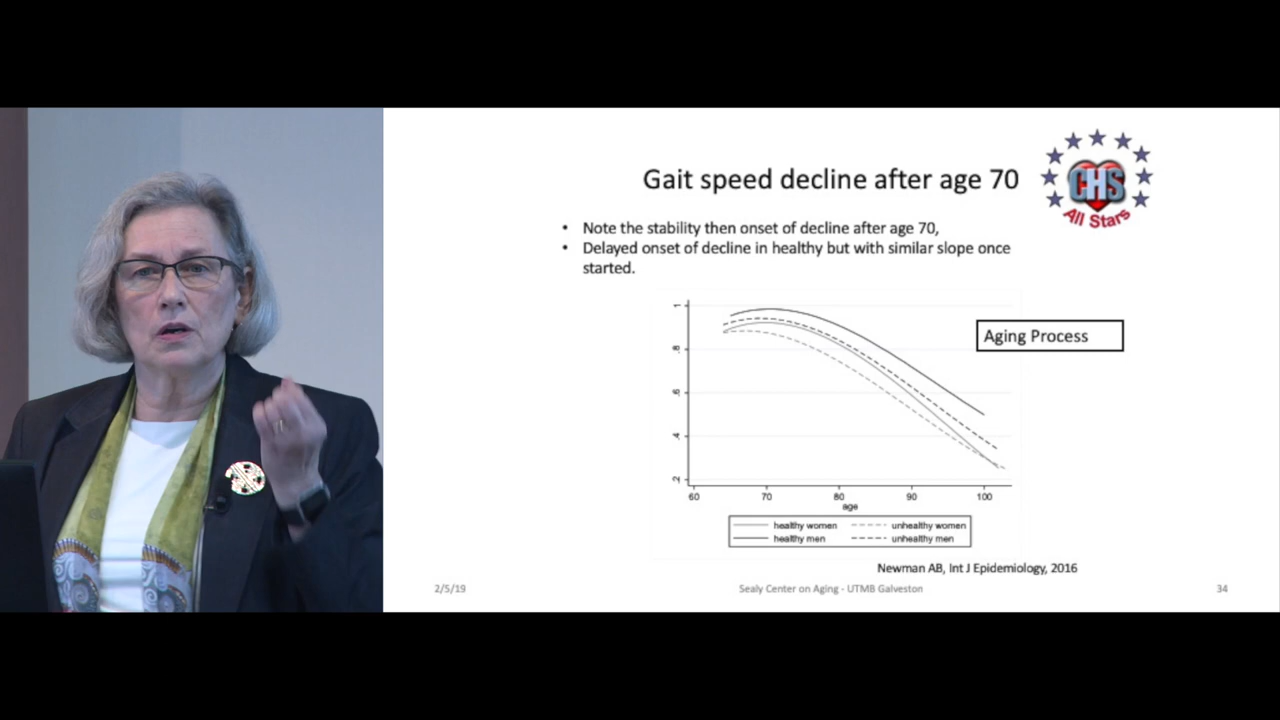 Gait speed decline after age 70
CHS
All Stars
• Note the stability then onset of decline after age 70,
• Delayed onset of decline in healthy but with similar slope once
started.
1
.8
.6
.4
.2
60 70 80 90 100
age
healthy women unhealthy women
healthy men unhealthy men
Aging Process
Newman AB, Int J Epidemiology, 2016
2/5/19 Sealy Center on Aging - UTMB Galveston 34